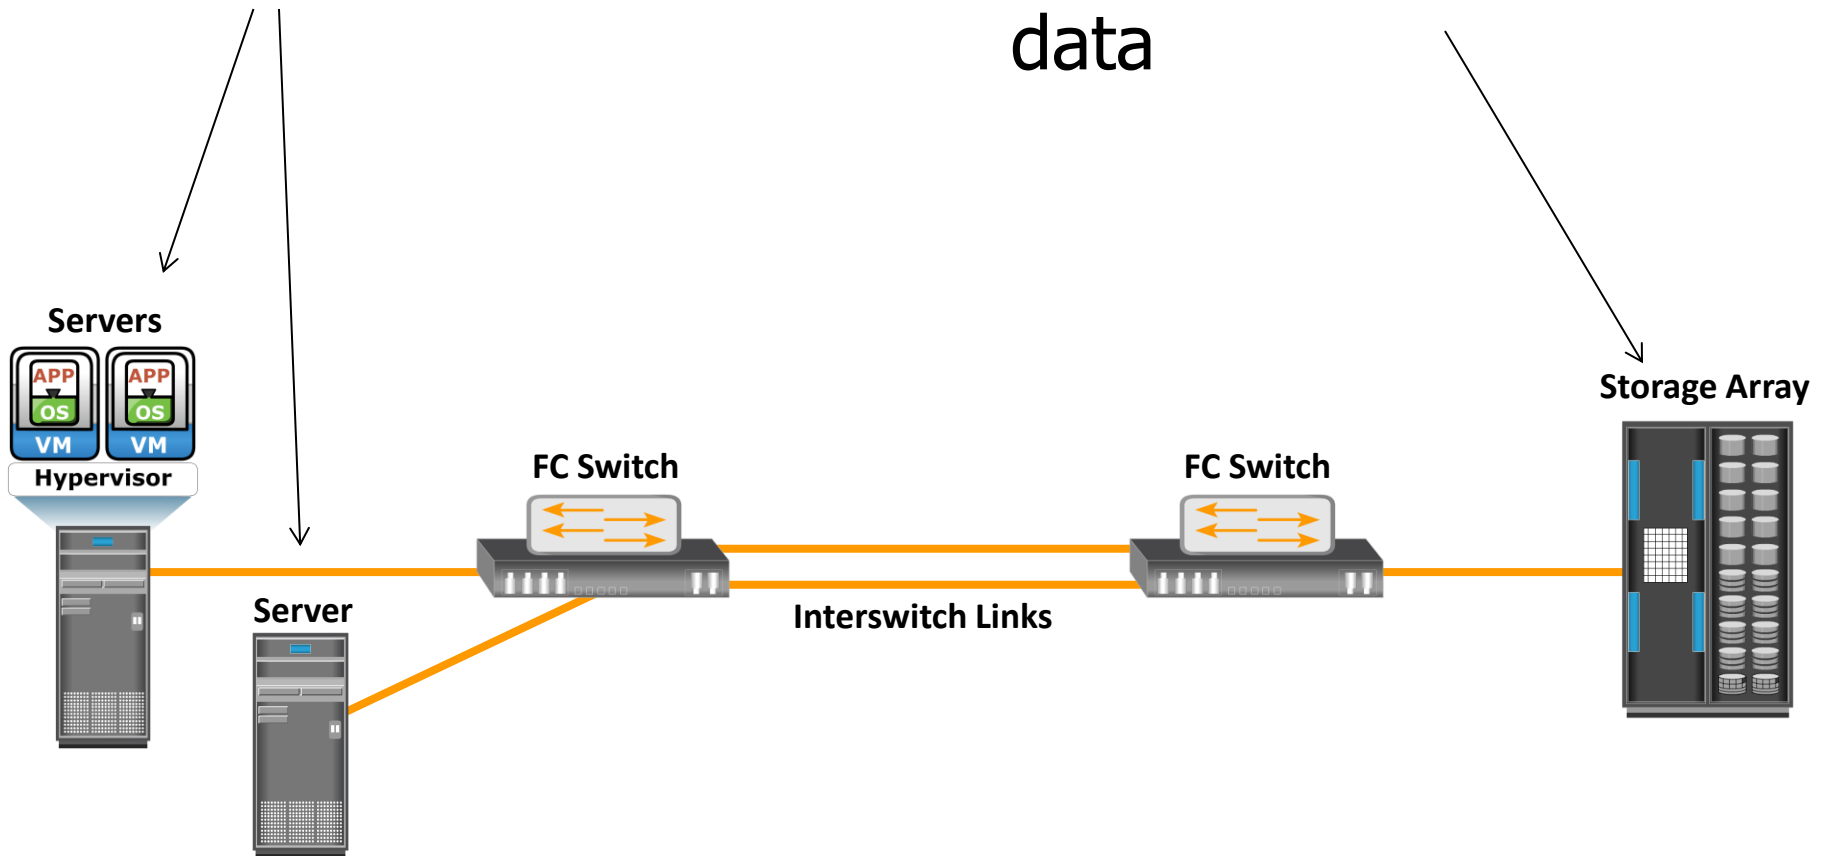 data
Servers
APP APP
OS OS
VM VM
Hypervisor
Storage Array
FC Switch
FC Switch
Server
Interswitch Links